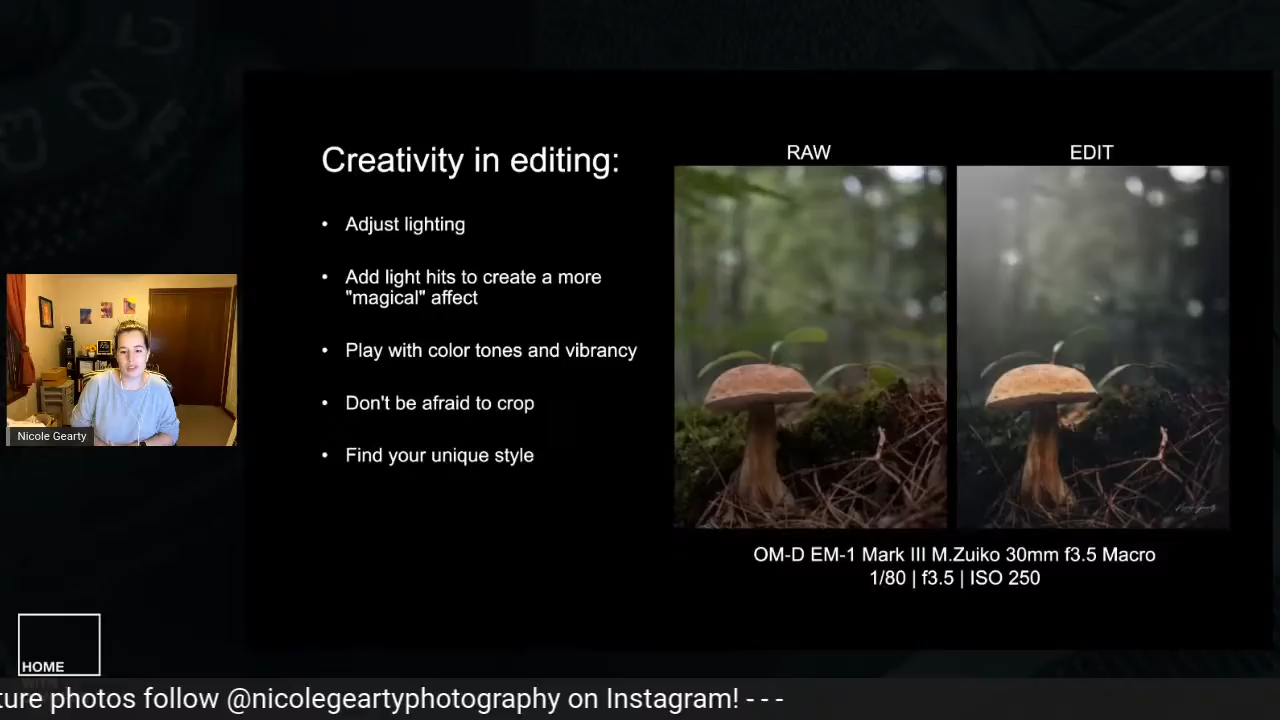 Creativity in editing:
• Adjust lighting
• Add light hits to create a more
"magical" affect
• Play with color tones and vibrancy
• Don't be afraid to crop
• Find your unique style
RAW
EDIT
OM-D EM-1 Mark III M.Zuiko 30mm f3.5 Macro
1/80 | f3.5 | ISO 250
Nicole Gearty
HOME
ture photos follow @nicolegeartyphotography on Instagram! - - -